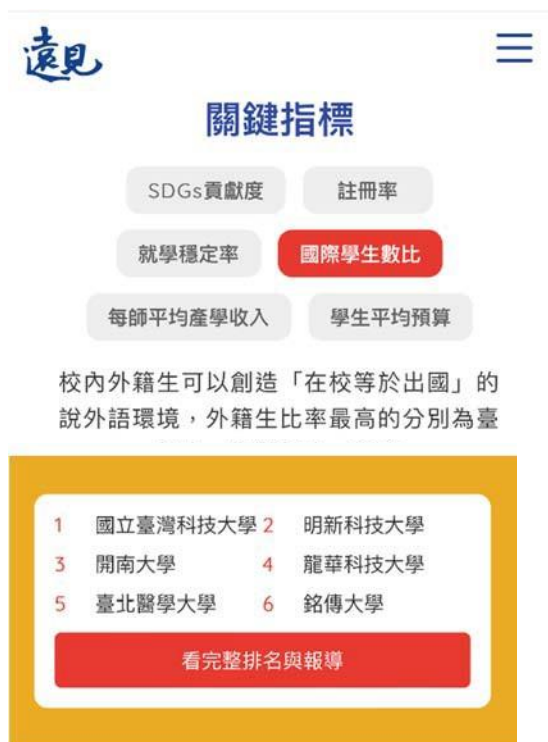 遠見
關鍵指標
SDGs貢獻度 註冊率
就學穩定率 國際學生數比
每師平均產學收入 學生平均預算
校內外籍生可以創造「在校等於出國」的
說外語環境，外籍生比率最高的分別為臺
1 國立臺灣科技大學 2 明新科技大學
3 開南大學 4 龍華科技大學
5 臺北醫學大學 6 銘傳大學
看完整排名與報導